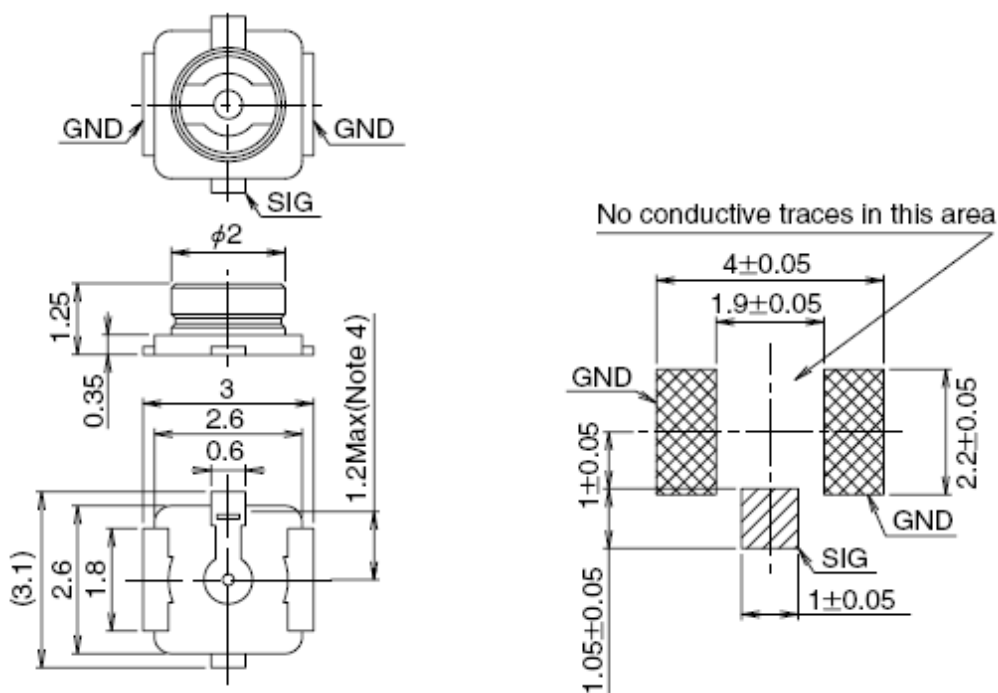 GND
GND
SIG
ϕ2
1.25
0.35
3
2.6
0.6
1.2Max(Note 4)
(3.1)
2.6
1.8
No conductive traces in this area
4±0.05
1.9±0.05
GND
1±0.05
2.2±0.05
GND
SIG
1±0.05
1.05±0.05